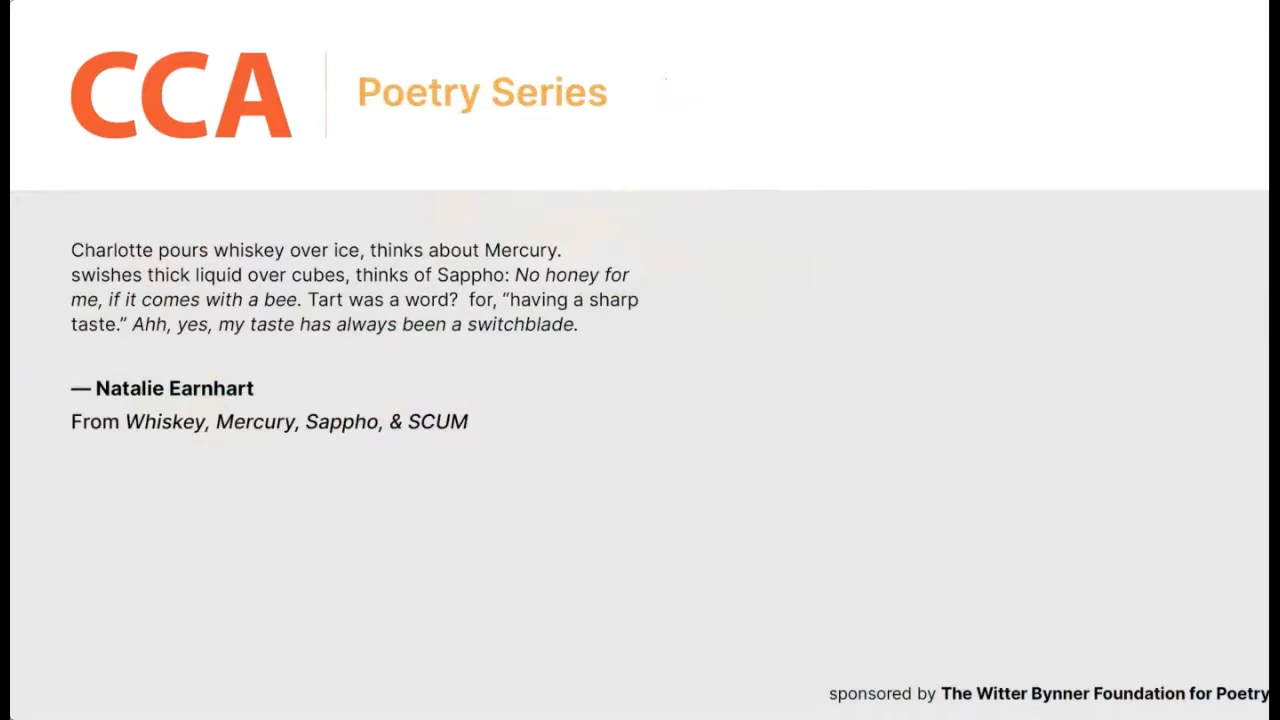 CCA
Poetry Series
Charlotte pours whiskey over ice, thinks about Mercury.
swishes thick liquid over cubes, thinks of Sappho: No honey for
me, if it comes with a bee. Tart was a word?  for, “having a sharp
taste.” Ahh, yes, my taste has always been a switchblade.
— Natalie Earnhart
From Whiskey, Mercury, Sappho, & SCUM
sponsored by The Witter Bynner Foundation for Poetry